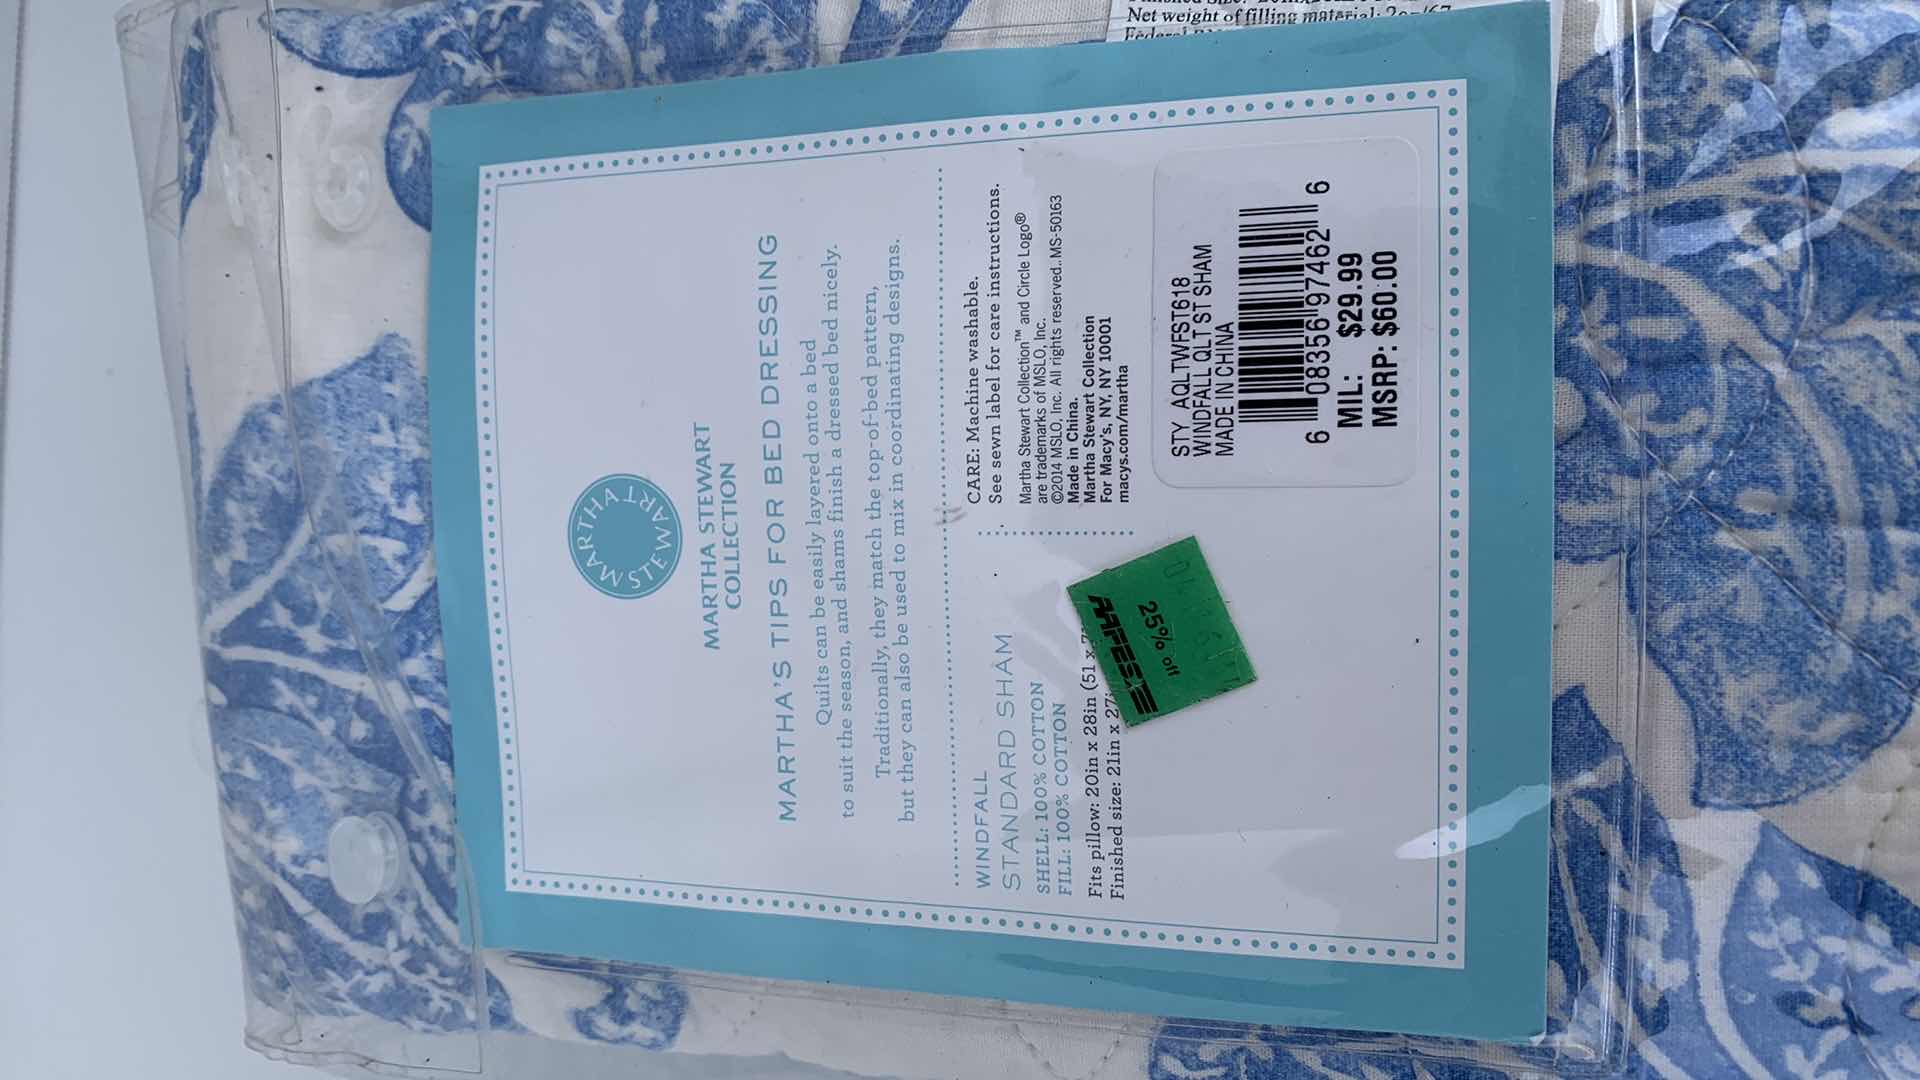 Net weight of filling material: 2oz/67
Federal
MARTHA
STEWART
MARTHA STEWART
COLLECTION
MARTHA'S TIPS FOR BED DRESSING
Quilts can be easily layered onto a bed
to suit the season, and shams finish a dressed bed nicely.
Traditionally, they match the top-of-bed pattern,
but they can also be used to mix in coordinating designs.
WINDFALL
STANDARD SHAM
SHELL: 100% COTTON
FILL: 100% COTTON
Fits pillow: 20in x 28in (51 x
Finished size: 21in x
AAFES
25% off
CARE: Machine washable.
See sewn label for care instructions.
Martha Stewart Collection™ and Circle Logo®
are trademarks of MSLO, Inc.
©2014 MSLO, Inc. All rights reserved. MS-50163
Made in China.
Martha Stewart Collection
For Macy's, NY, NY 10001
macys.com/martha
STY AQLTWFST618
WINDFALL QLT ST SHAM
MADE IN CHINA
6 08356 97462 6
MIL: $29.99
MSRP: $60.00